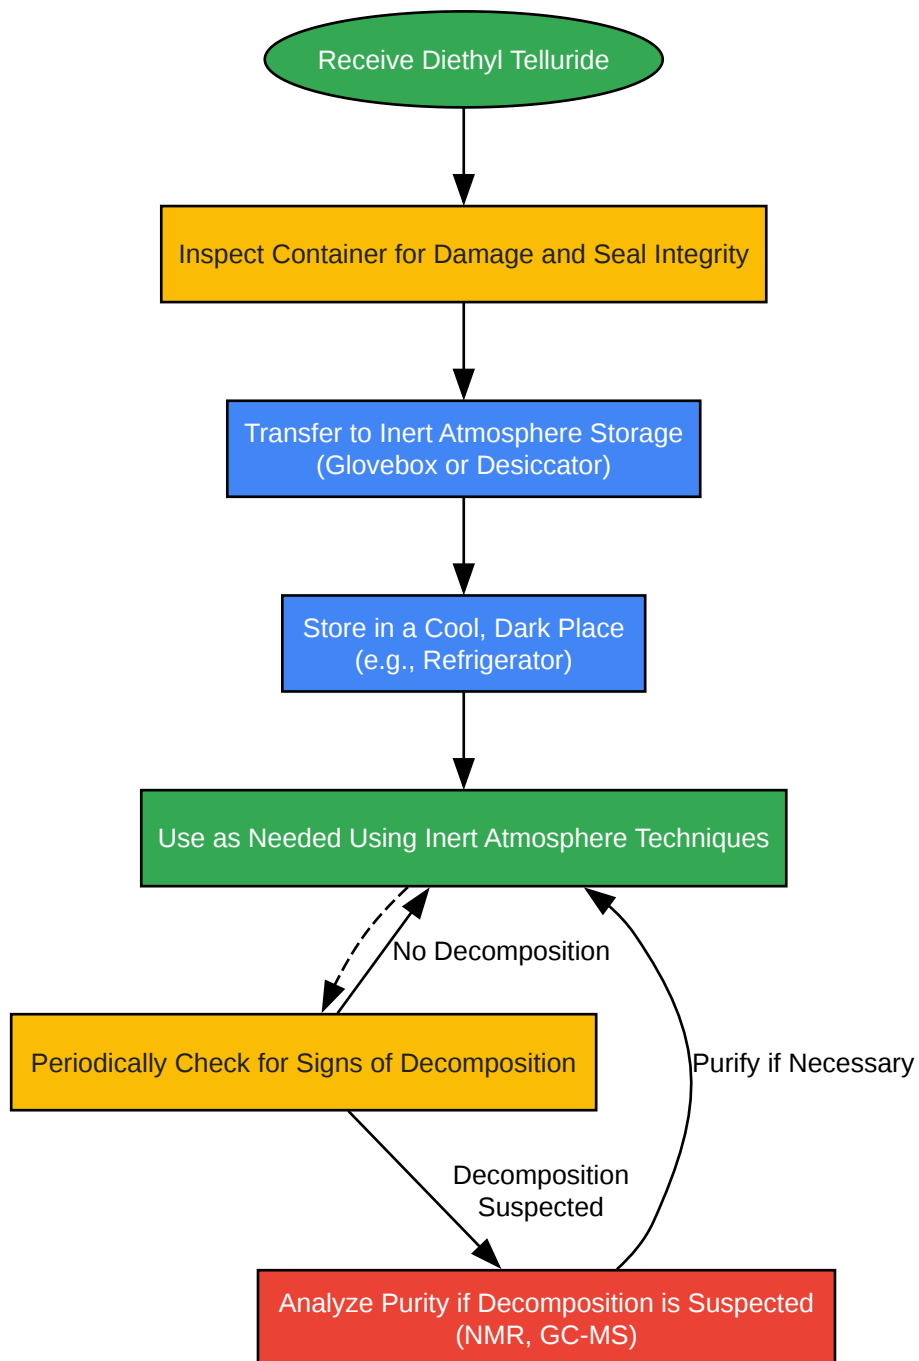 Receive Diethyl Telluride
Inspect Container for Damage and Seal Integrity
Transfer to Inert Atmosphere Storage
(Glovebox or Desiccator)
Store in a Cool, Dark Place
(e.g., Refrigerator)
Use as Needed Using Inert Atmosphere Techniques
No Decomposition
Periodically Check for Signs of Decomposition
Purify if Necessary
Decomposition
Suspected
Analyze Purity if Decomposition is Suspected
(NMR, GC-MS)